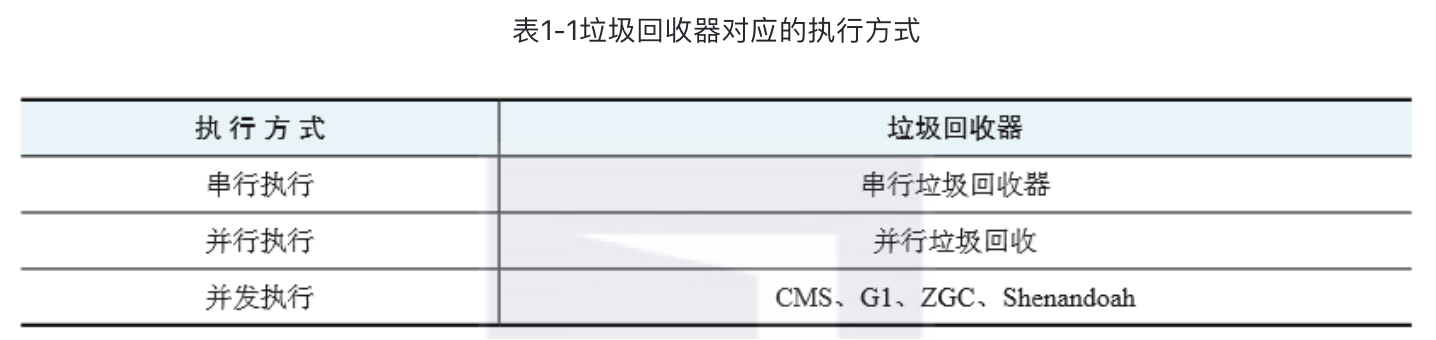 表1-1垃圾回收器对应的执行方式
执行方式 垃圾回收器
串行执行 串行垃圾回收器
并行执行 并行垃圾回收
并发执行 CMS、G1、ZGC、Shenandoah